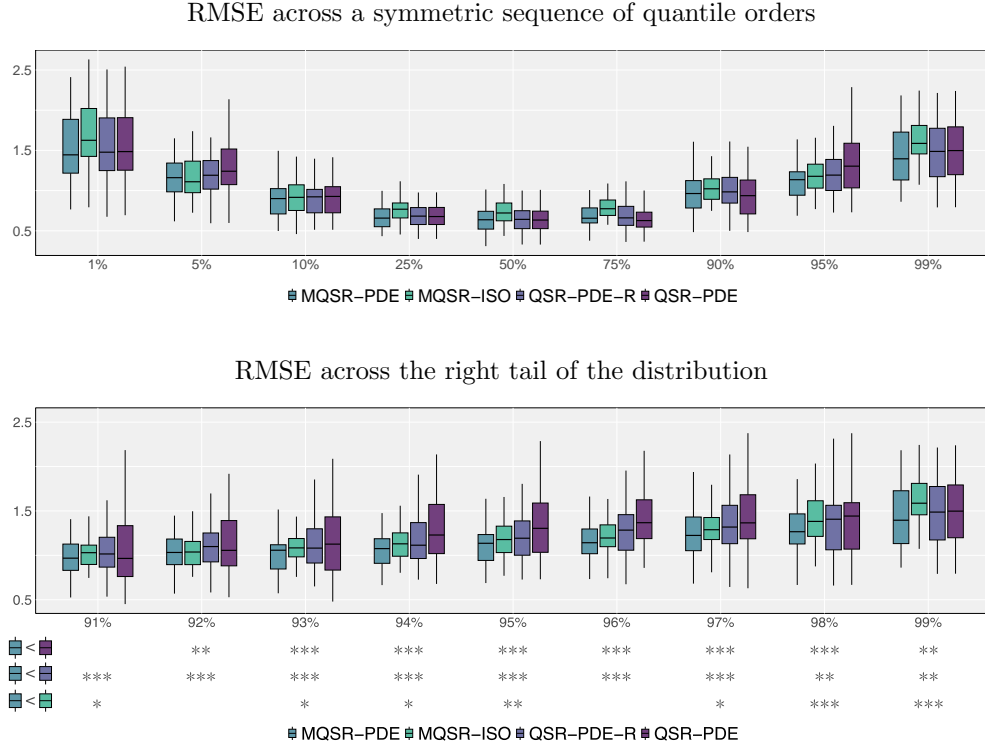 RMSE across a symmetric sequence of quantile orders
2.5
1.5
0.5
1% 5% 10% 25% 50% 75% 90% 95% 99%
MQSR−PDE MQSR−ISO QSR−PDE−R QSR−PDE
RMSE across the right tail of the distribution
2.5
1.5
0.5
91% 92% 93% 94% 95% 96% 97% 98% 99%
< ** *** *** *** *** *** *** **
< *** *** *** *** *** *** *** ** **
< * * * ** * *** ***
MQSR−PDE MQSR−ISO QSR−PDE−R QSR−PDE